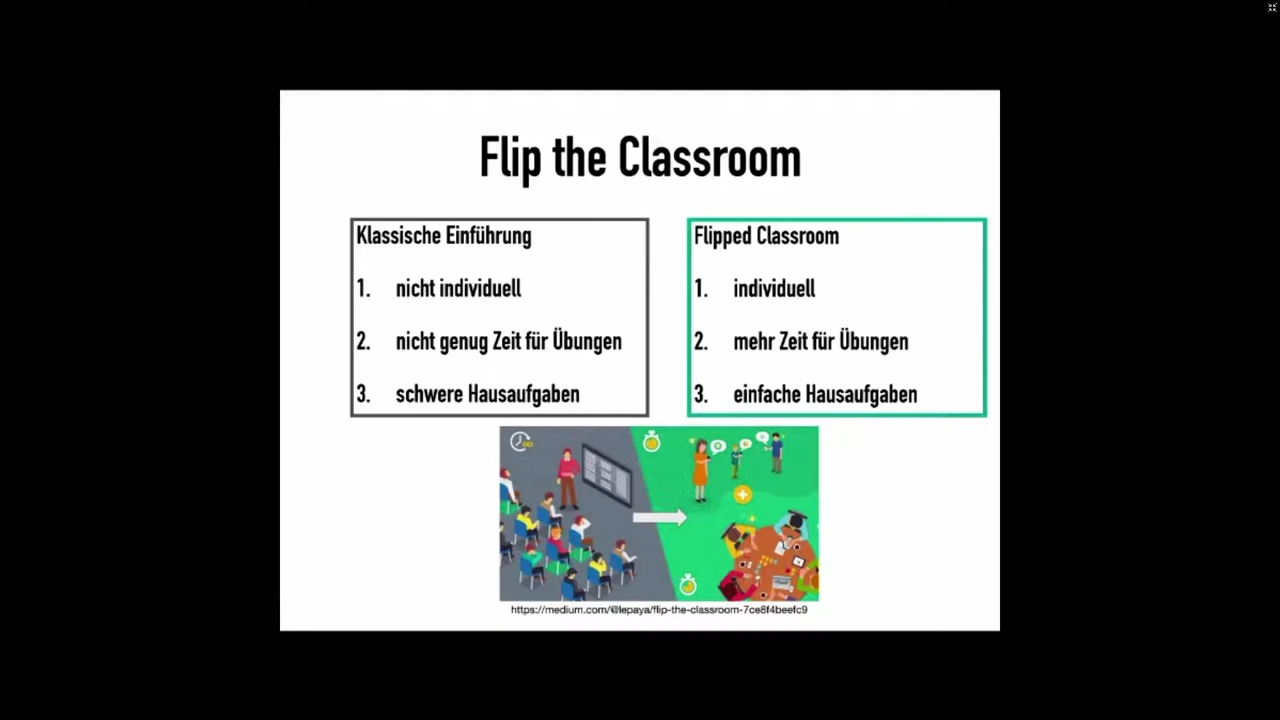 Flip the Classroom
Klassische Einführung
1. nicht individuell
2. nicht genug Zeit für Übungen
3. schwere Hausaufgaben
Flipped Classroom
1. individuell
2. mehr Zeit für Übungen
3. einfache Hausaufgaben
https://medium.com/@lepaya/flip-the-classroom-7ce8f4beefc9